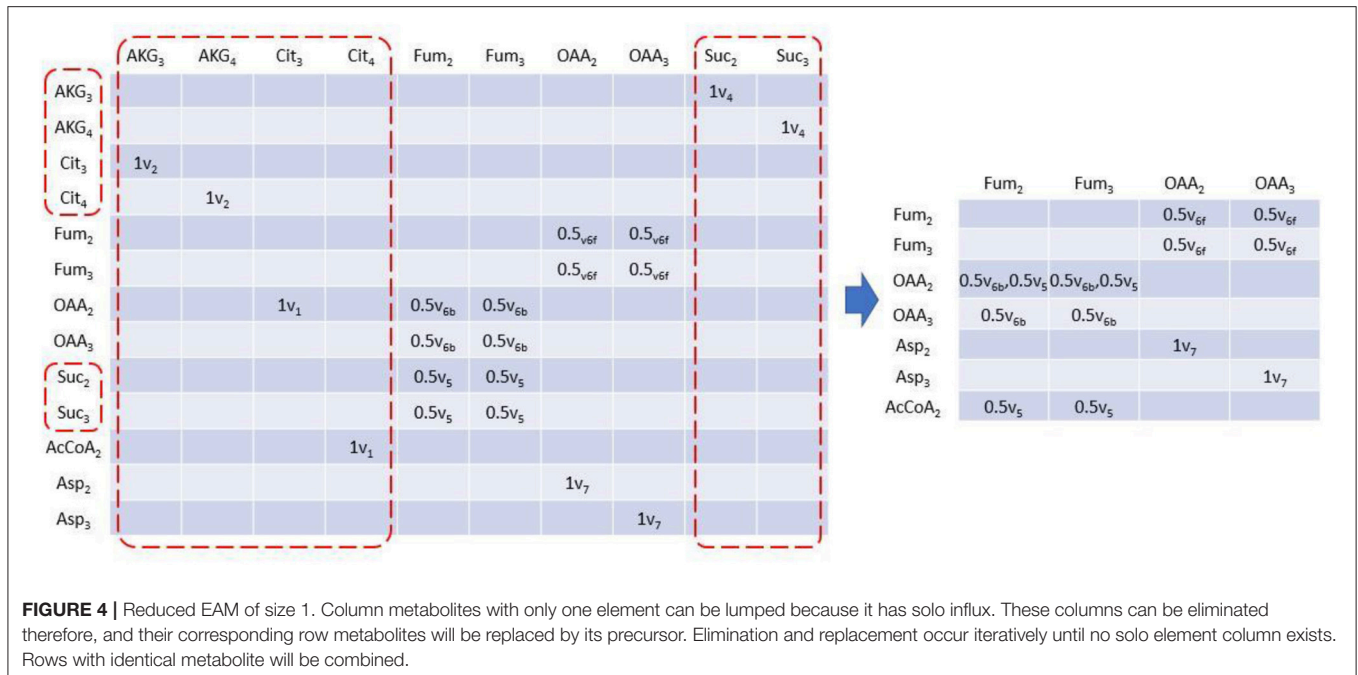 AKG₃ AKG₄ Cit₃ Cit₄ Fum₂ Fum₃ OAA₂ OAA₃ Suc₂ Suc₃
AKG₃ 1v₄
AKG₄ 1v₄
Cit₃ 1v₂
Cit₄ 1v₂
Fum₂ 0.5ᵥ₆f 0.5ᵥ₆f
Fum₃ 0.5ᵥ₆f 0.5ᵥ₆f
OAA₂ 1v₁ 0.5v₆b 0.5v₆b
OAA₃ 0.5v₆b 0.5v₆b
Suc₂ 0.5v₅ 0.5v₅
Suc₃ 0.5v₅ 0.5v₅
AcCoA₂ 1v₁
Asp₂ 1v₇
Asp₃ 1v₇
Fum₂ Fum₃ OAA₂ OAA₃
Fum₂ 0.5v₆f 0.5v₆f
Fum₃ 0.5v₆f 0.5v₆f
OAA₂ 0.5v₆b,0.5v₅ 0.5v₆b,0.5v₅
OAA₃ 0.5v₆b 0.5v₆b
Asp₂ 1v₇
Asp₃ 1v₇
AcCoA₂ 0.5v₅ 0.5v₅
FIGURE 4 | Reduced EAM of size 1. Column metabolites with only one element can be lumped because it has solo influx. These columns can be eliminated
therefore, and their corresponding row metabolites will be replaced by its precursor. Elimination and replacement occur iteratively until no solo element column exists.
Rows with identical metabolite will be combined.